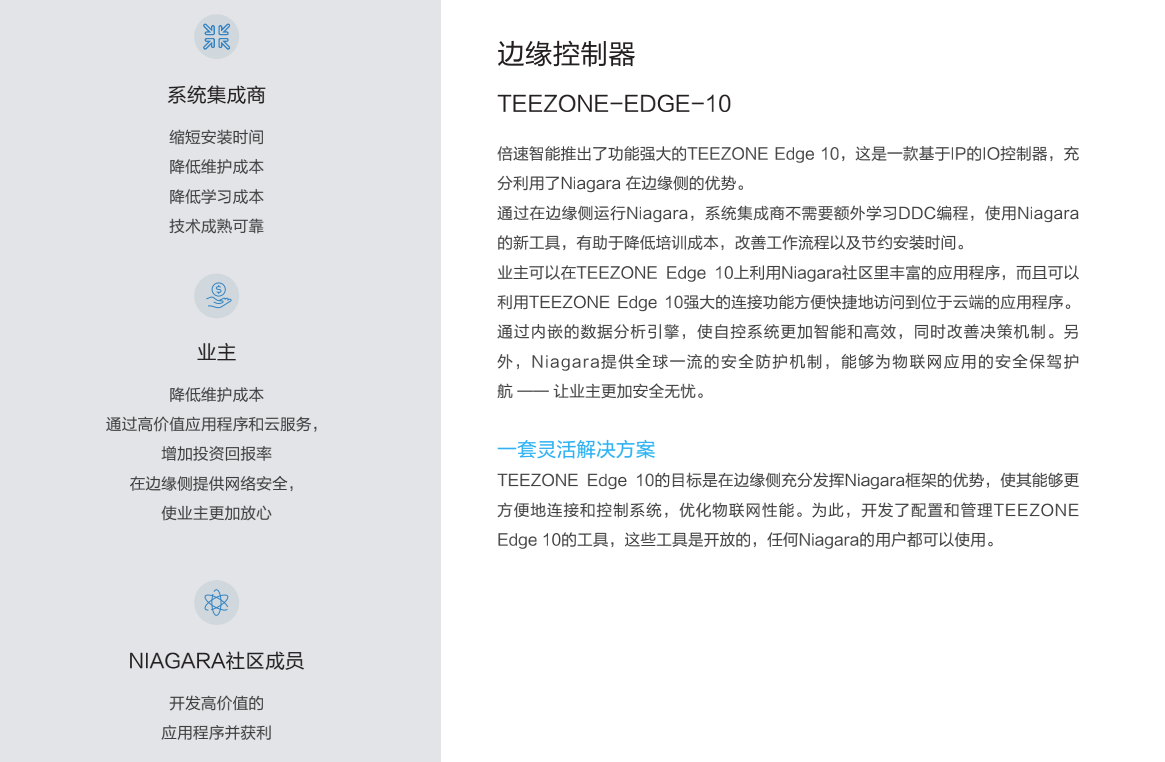 系统集成商
缩短安装时间
降低维护成本
降低学习成本
技术成熟可靠
业主
降低维护成本
通过高价值应用程序和云服务，
增加投资回报率
在边缘侧提供网络安全，
使业主更加放心
NIAGARA社区成员
开发高价值的
应用程序并获利
边缘控制器
TEEZONE-EDGE-10
倍速智能推出了功能强大的TEEZONE Edge 10，这是一款基于IP的IO控制器，充
分利用了Niagara 在边缘侧的优势。
通过在边缘侧运行Niagara，系统集成商不需要额外学习DDC编程，使用Niagara
的新工具，有助于降低培训成本，改善工作流程以及节约安装时间。
业主可以在TEEZONE Edge 10上利用Niagara社区里丰富的应用程序，而且可以
利用TEEZONE Edge 10强大的连接功能方便快捷地访问到位于云端的应用程序。
通过内嵌的数据分析引擎，使自控系统更加智能和高效，同时改善决策机制。另
外，Niagara提供全球一流的安全防护机制，能够为物联网应用的安全保驾护
航 —— 让业主更加安全无忧。
一套灵活解决方案
TEEZONE Edge 10的目标是在边缘侧充分发挥Niagara框架的优势，使其能够更
方便地连接和控制系统，优化物联网性能。为此，开发了配置和管理TEEZONE
Edge 10的工具，这些工具是开放的，任何Niagara的用户都可以使用。